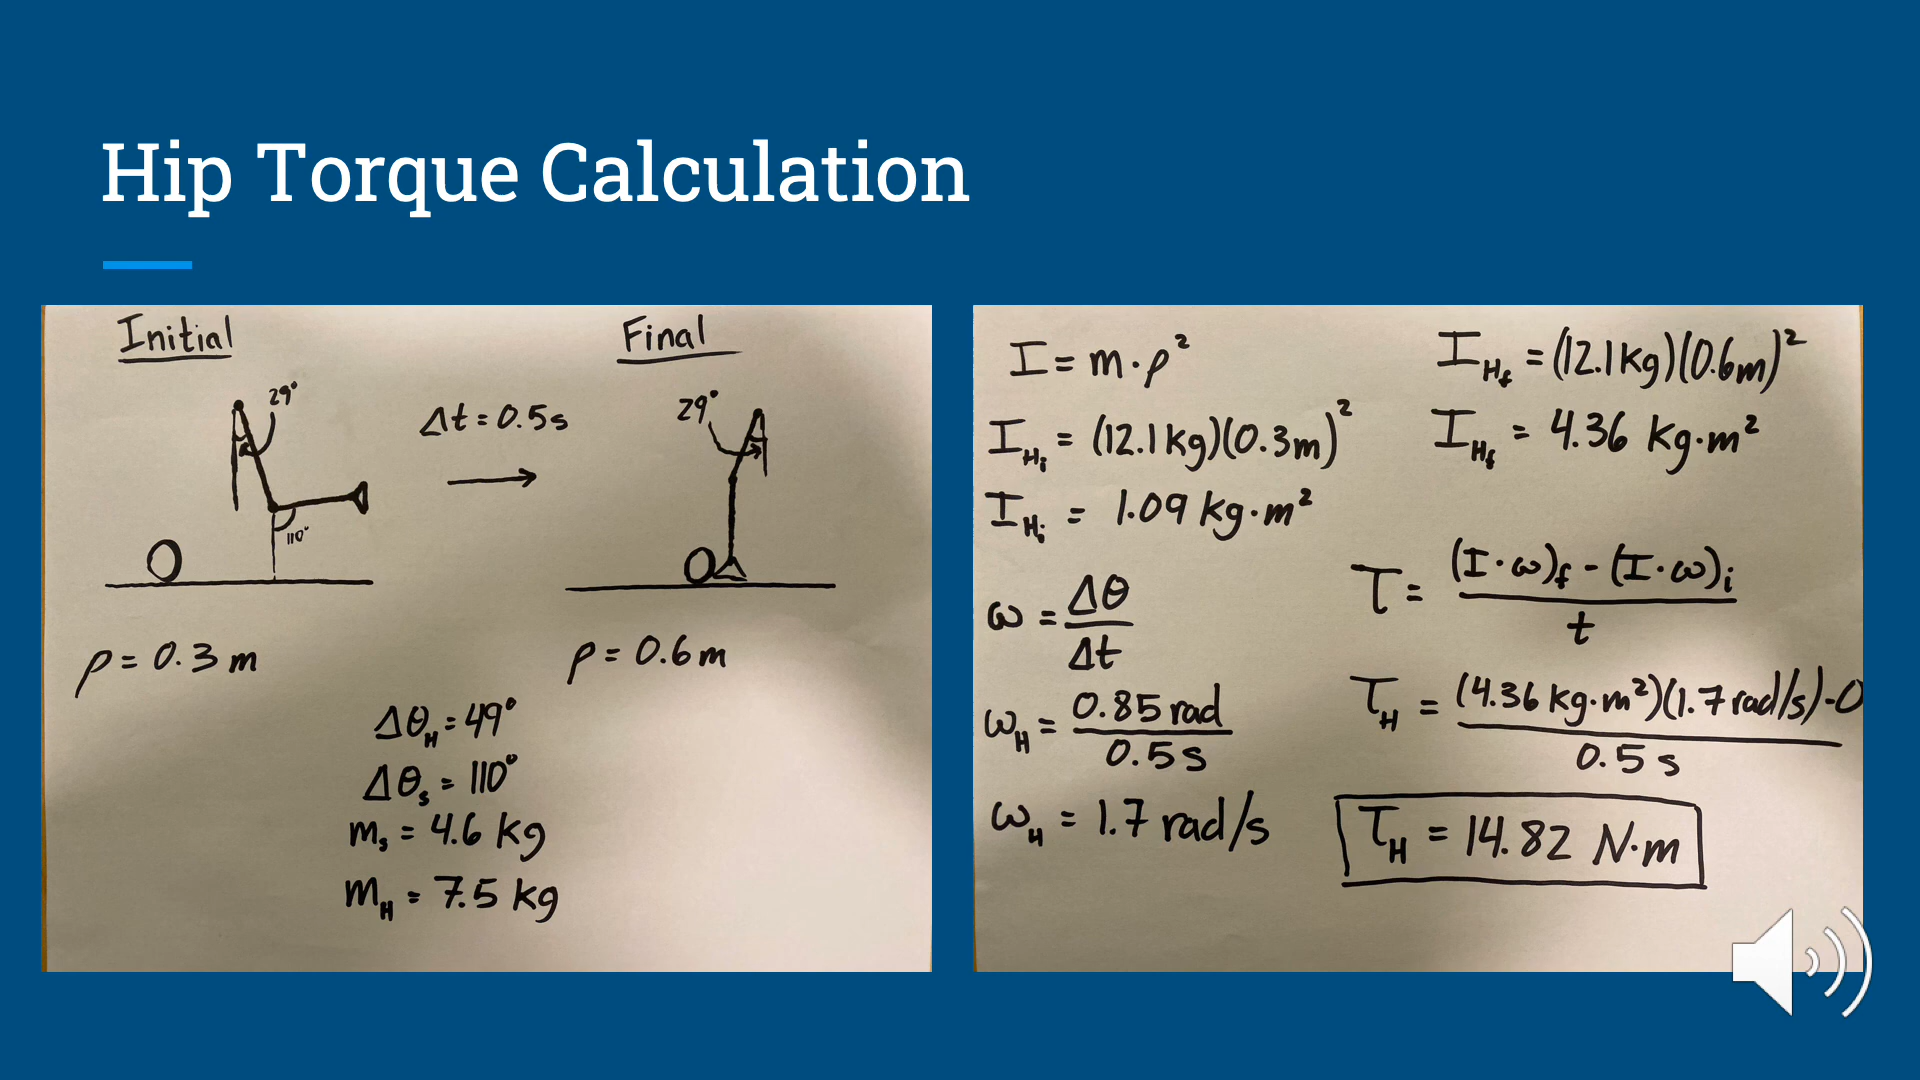 Hip Torque Calculation
Initial
29°
110°
Δt = 0.5s
Final
29°
ρ = 0.3 m
ρ = 0.6 m
Δθ_H = 49°
Δθ_s = 110°
m_s = 4.6 kg
m_H = 7.5 kg
I = m · ρ²
I_Hi = (12.1 kg)(0.3m)²
I_Hi = 1.09 kg·m²
ω = Δθ / Δt
ω_H = 0.85 rad / 0.5 s
ω_H = 1.7 rad/s
I_Hf = (12.1 kg)(0.6m)²
I_Hf = 4.36 kg·m²
τ = (I·ω)_f - (I·ω)_i / t
τ_H = (4.36 kg·m²)(1.7 rad/s) - 0 / 0.5 s
τ_H = 14.82 N·m